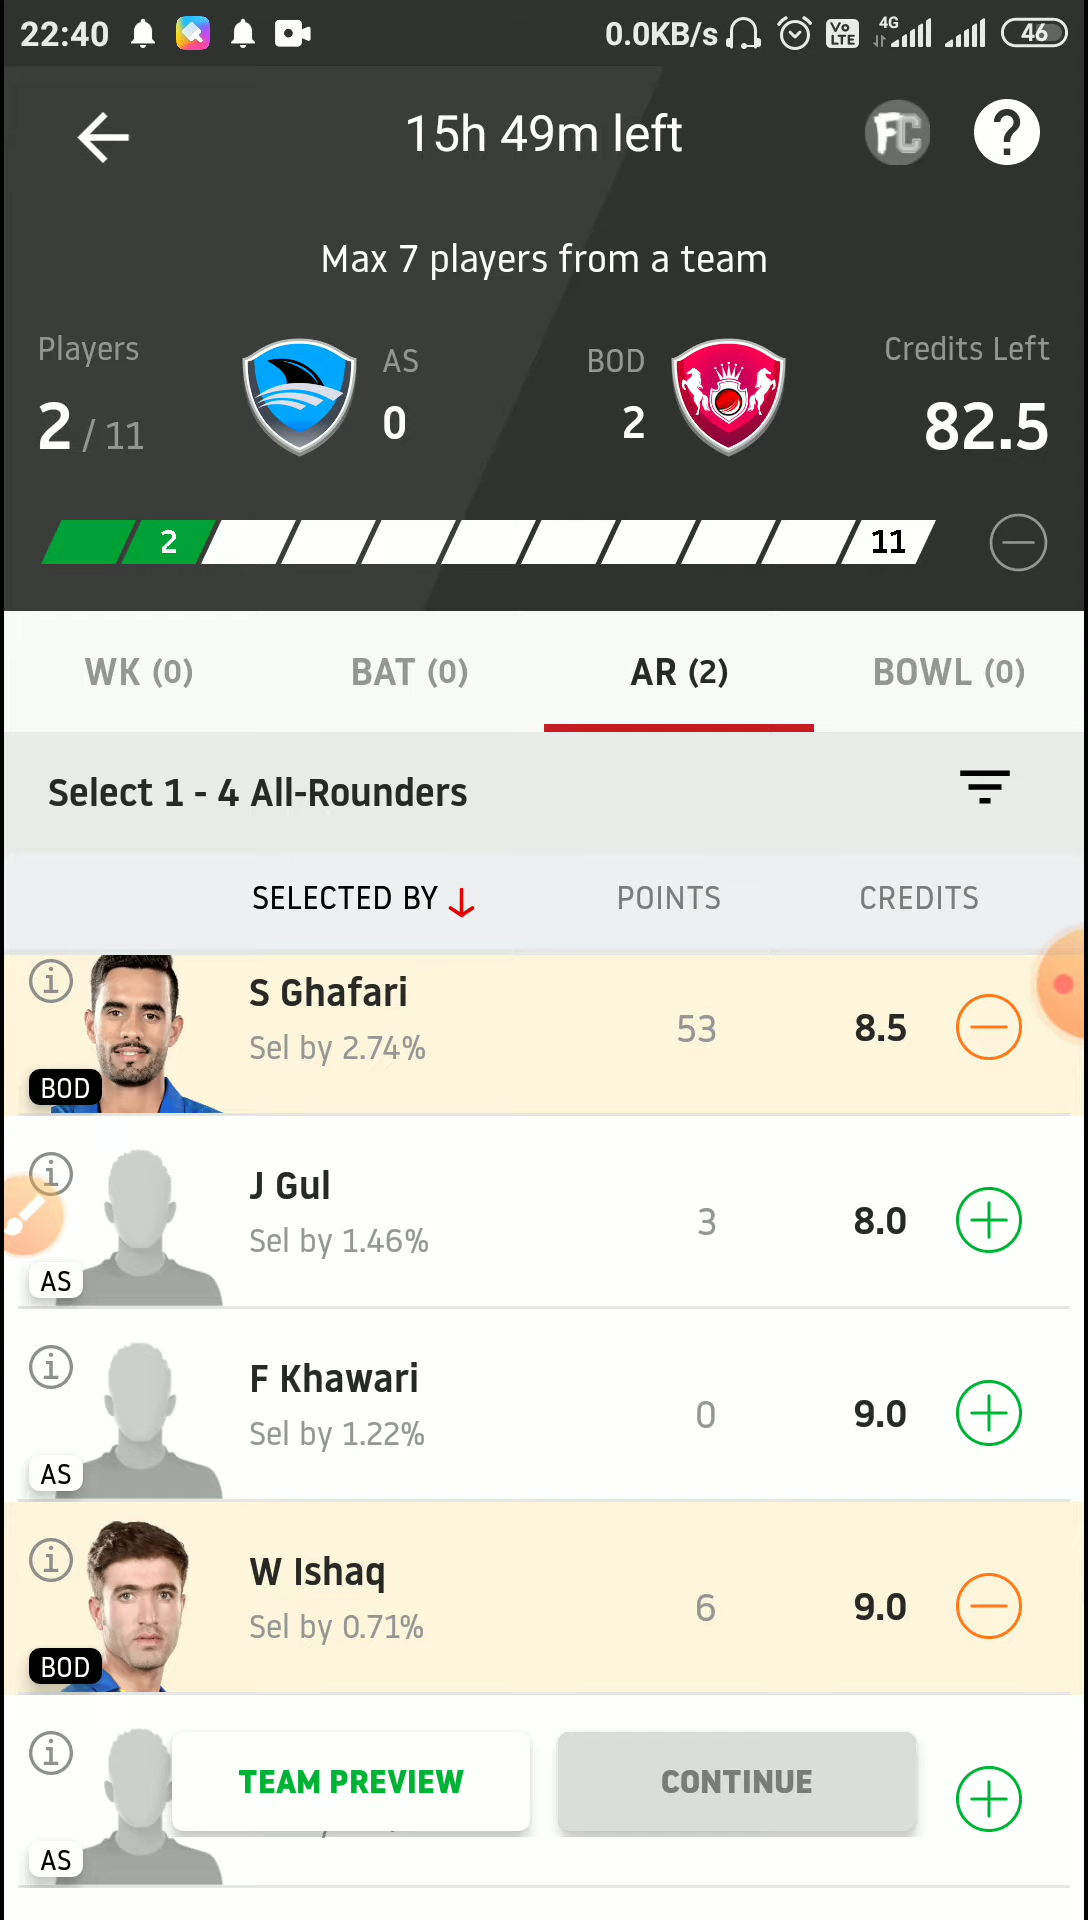 22:40
0.0KB/s
Vo LTE
4G
46
15h 49m left
FC
?
Max 7 players from a team
Players
AS
BOD
Credits Left
2 / 11
0
2
82.5
2
11
WK (0)
BAT (0)
AR (2)
BOWL (0)
Select 1 - 4 All-Rounders
SELECTED BY
POINTS
CREDITS
S Ghafari
Sel by 2.74%
53
8.5
BOD
J Gul
Sel by 1.46%
3
8.0
AS
F Khawari
Sel by 1.22%
0
9.0
AS
W Ishaq
Sel by 0.71%
6
9.0
BOD
TEAM PREVIEW
CONTINUE
AS